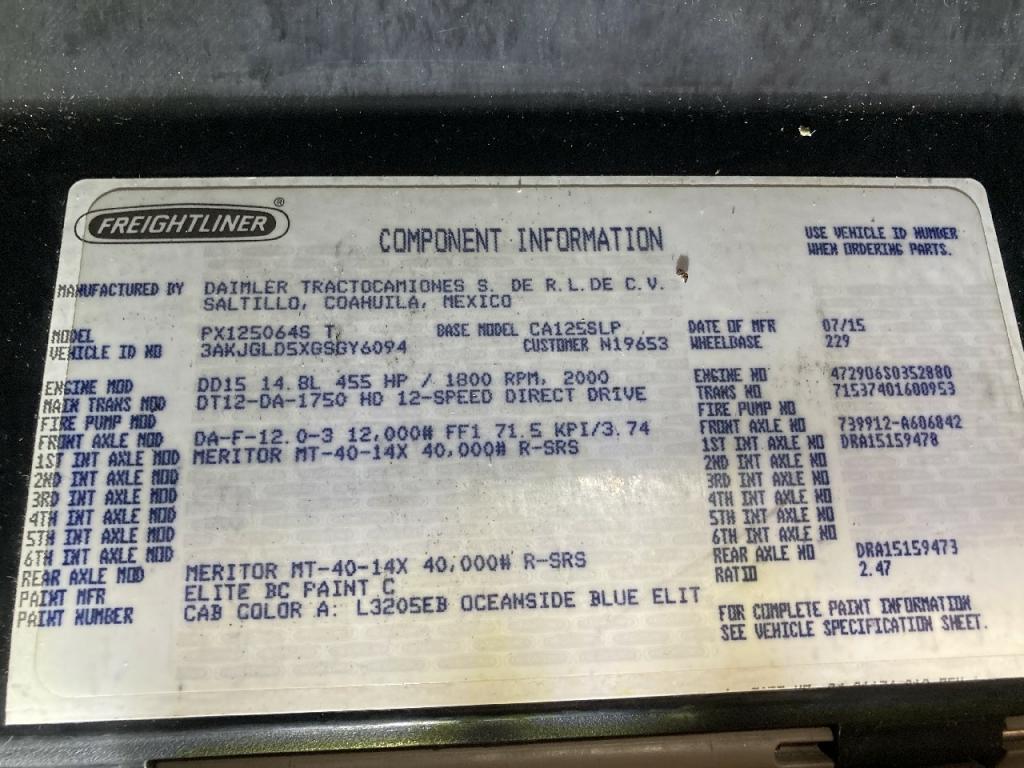 FREIGHTLINER®
COMPONENT INFORMATION
USE VEHICLE ID NUMBER
WHEN ORDERING PARTS.
MANUFACTURED BY DAIMLER TRACTOCAMIONES S. DE R.L.DE C.V.
SALTILLO, COAHUILA, MEXICO
MODEL PX125064S T BASE MODEL CA125SLP DATE OF MFR 07/15
VEHICLE ID NO 3AKJGLD5XGSGY6094 CUSTOMER N19653 WHEELBASE 229
ENGINE MOD DD15 14.8L 455 HP / 1800 RPM, 2000 ENGINE NO 472906S0352880
MAIN TRANS MOD DT12-DA-1750 HD 12-SPEED DIRECT DRIVE TRANS NO 71537401600953
FIRE PUMP MOD FIRE PUMP NO
FRONT AXLE MOD DA-F-12.0-3 12,000# FF1 71.5 KPI/3.74 FRONT AXLE NO 739912-A606842
1ST INT AXLE MOD MERITOR MT-40-14X 40,000# R-SRS 1ST INT AXLE NO DRA15159478
2ND INT AXLE MOD 2ND INT AXLE NO
3RD INT AXLE MOD 3RD INT AXLE NO
4TH INT AXLE MOD 4TH INT AXLE NO
5TH INT AXLE MOD 5TH INT AXLE NO
6TH INT AXLE MOD 6TH INT AXLE NO
REAR AXLE MOD MERITOR MT-40-14X 40,000# R-SRS REAR AXLE NO DRA15159473
PAINT MFR ELITE BC PAINT C RATIO 2.47
PAINT NUMBER CAB COLOR A: L3205EB OCEANSIDE BLUE ELIT
FOR COMPLETE PAINT INFORMATION
SEE VEHICLE SPECIFICATION SHEET.